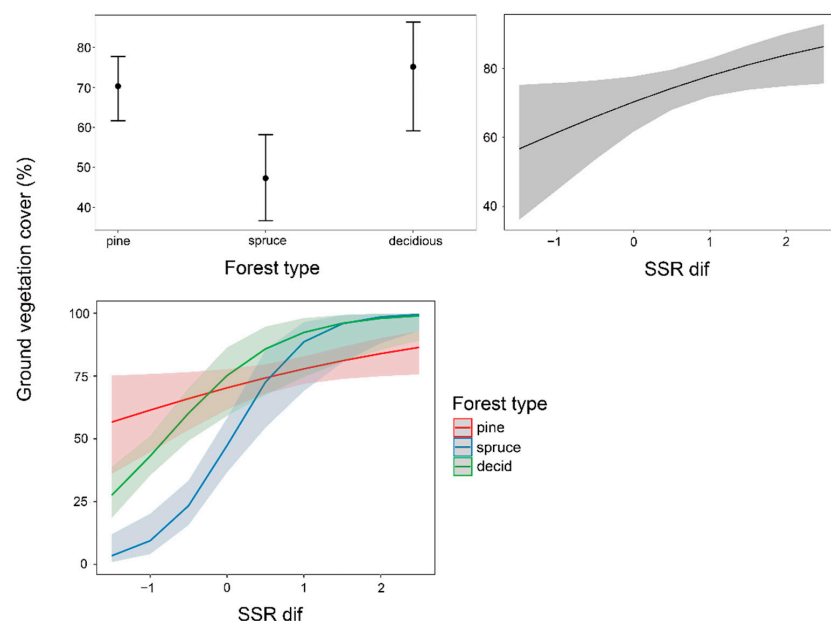 Ground vegetation cover (%)
80
70
60
50
40
pine spruce decidious
Forest type
80
60
40
−1 0 1 2
SSR dif
100
75
50
25
0
−1 0 1 2
SSR dif
Forest type
pine
spruce
decid